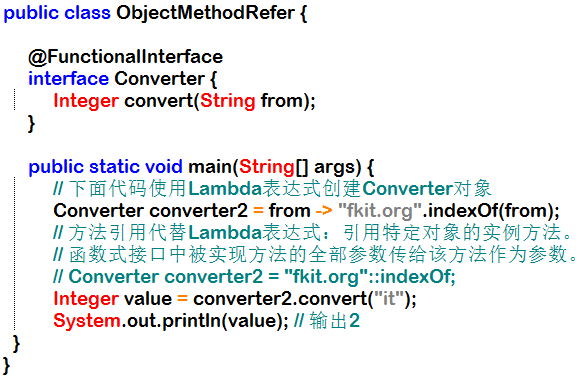 public class ObjectMethodRefer {
@FunctionalInterface
interface Converter {
Integer convert(String from);
}
public static void main(String[] args) {
// 下面代码使用Lambda表达式创建Converter对象
Converter converter2 = from -> "fkit.org".indexOf(from);
// 方法引用代替Lambda表达式：引用特定对象的实例方法。
// 函数式接口中被实现方法的全部参数传给该方法作为参数。
// Converter converter2 = "fkit.org"::indexOf;
Integer value = converter2.convert("it");
System.out.println(value); // 输出2
}
}